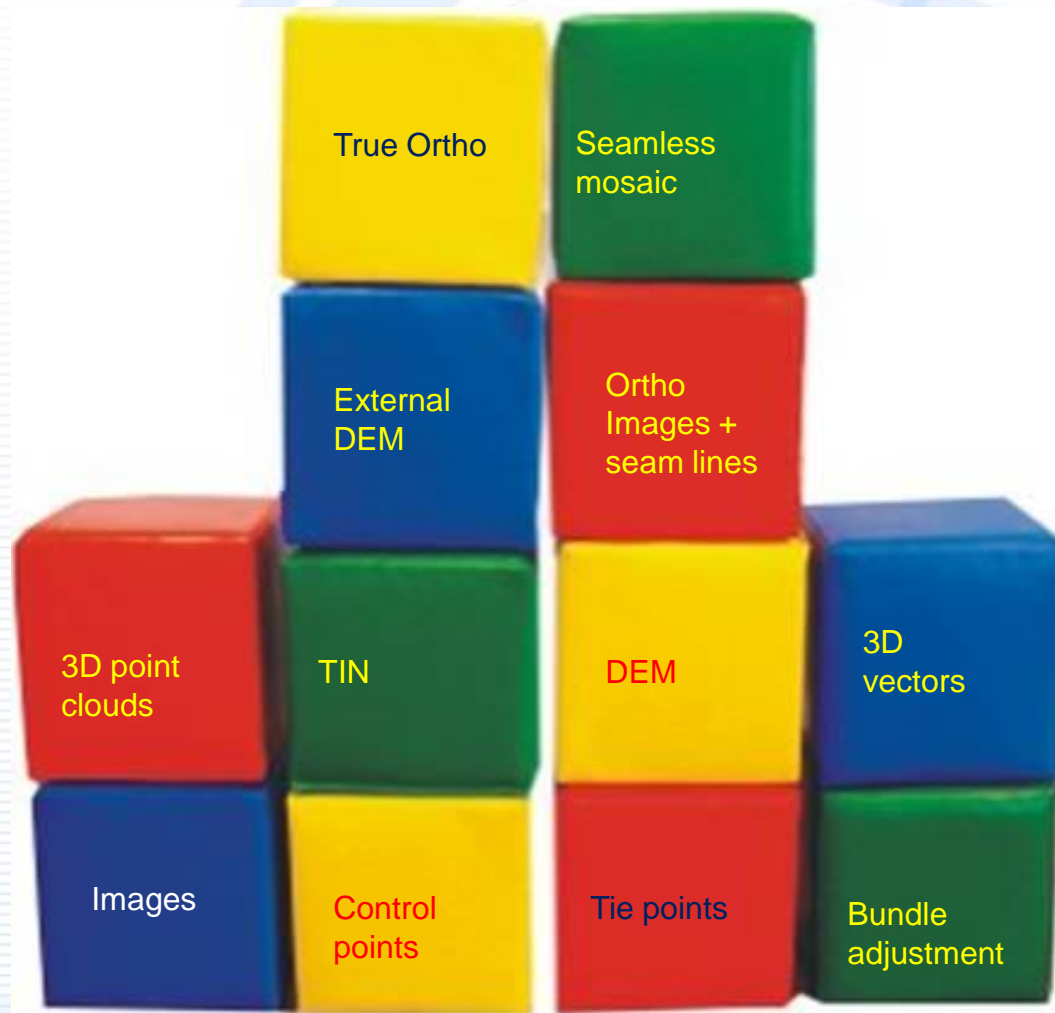 True Ortho
Seamless
mosaic
External
DEM
Ortho
Images +
seam lines
3D point
clouds
TIN
DEM
3D
vectors
Images
Control
points
Tie points
Bundle
adjustment